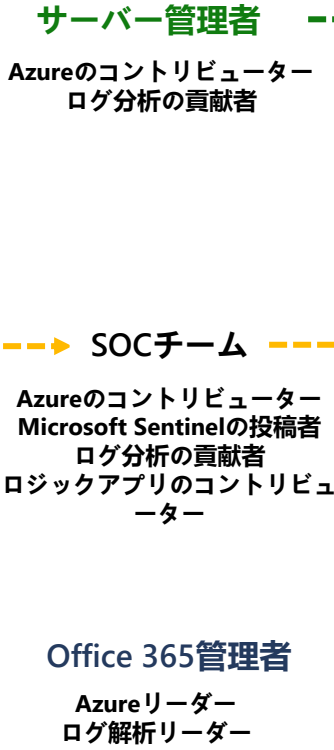 サーバー管理者
Azureのコントリビューター
ログ分析の貢献者
SOCチーム
Azureのコントリビューター
Microsoft Sentinelの投稿者
ログ分析の貢献者
ロジックアプリのコントリビュ
ーター
Office 365管理者
Azureリーダー
ログ解析リーダー